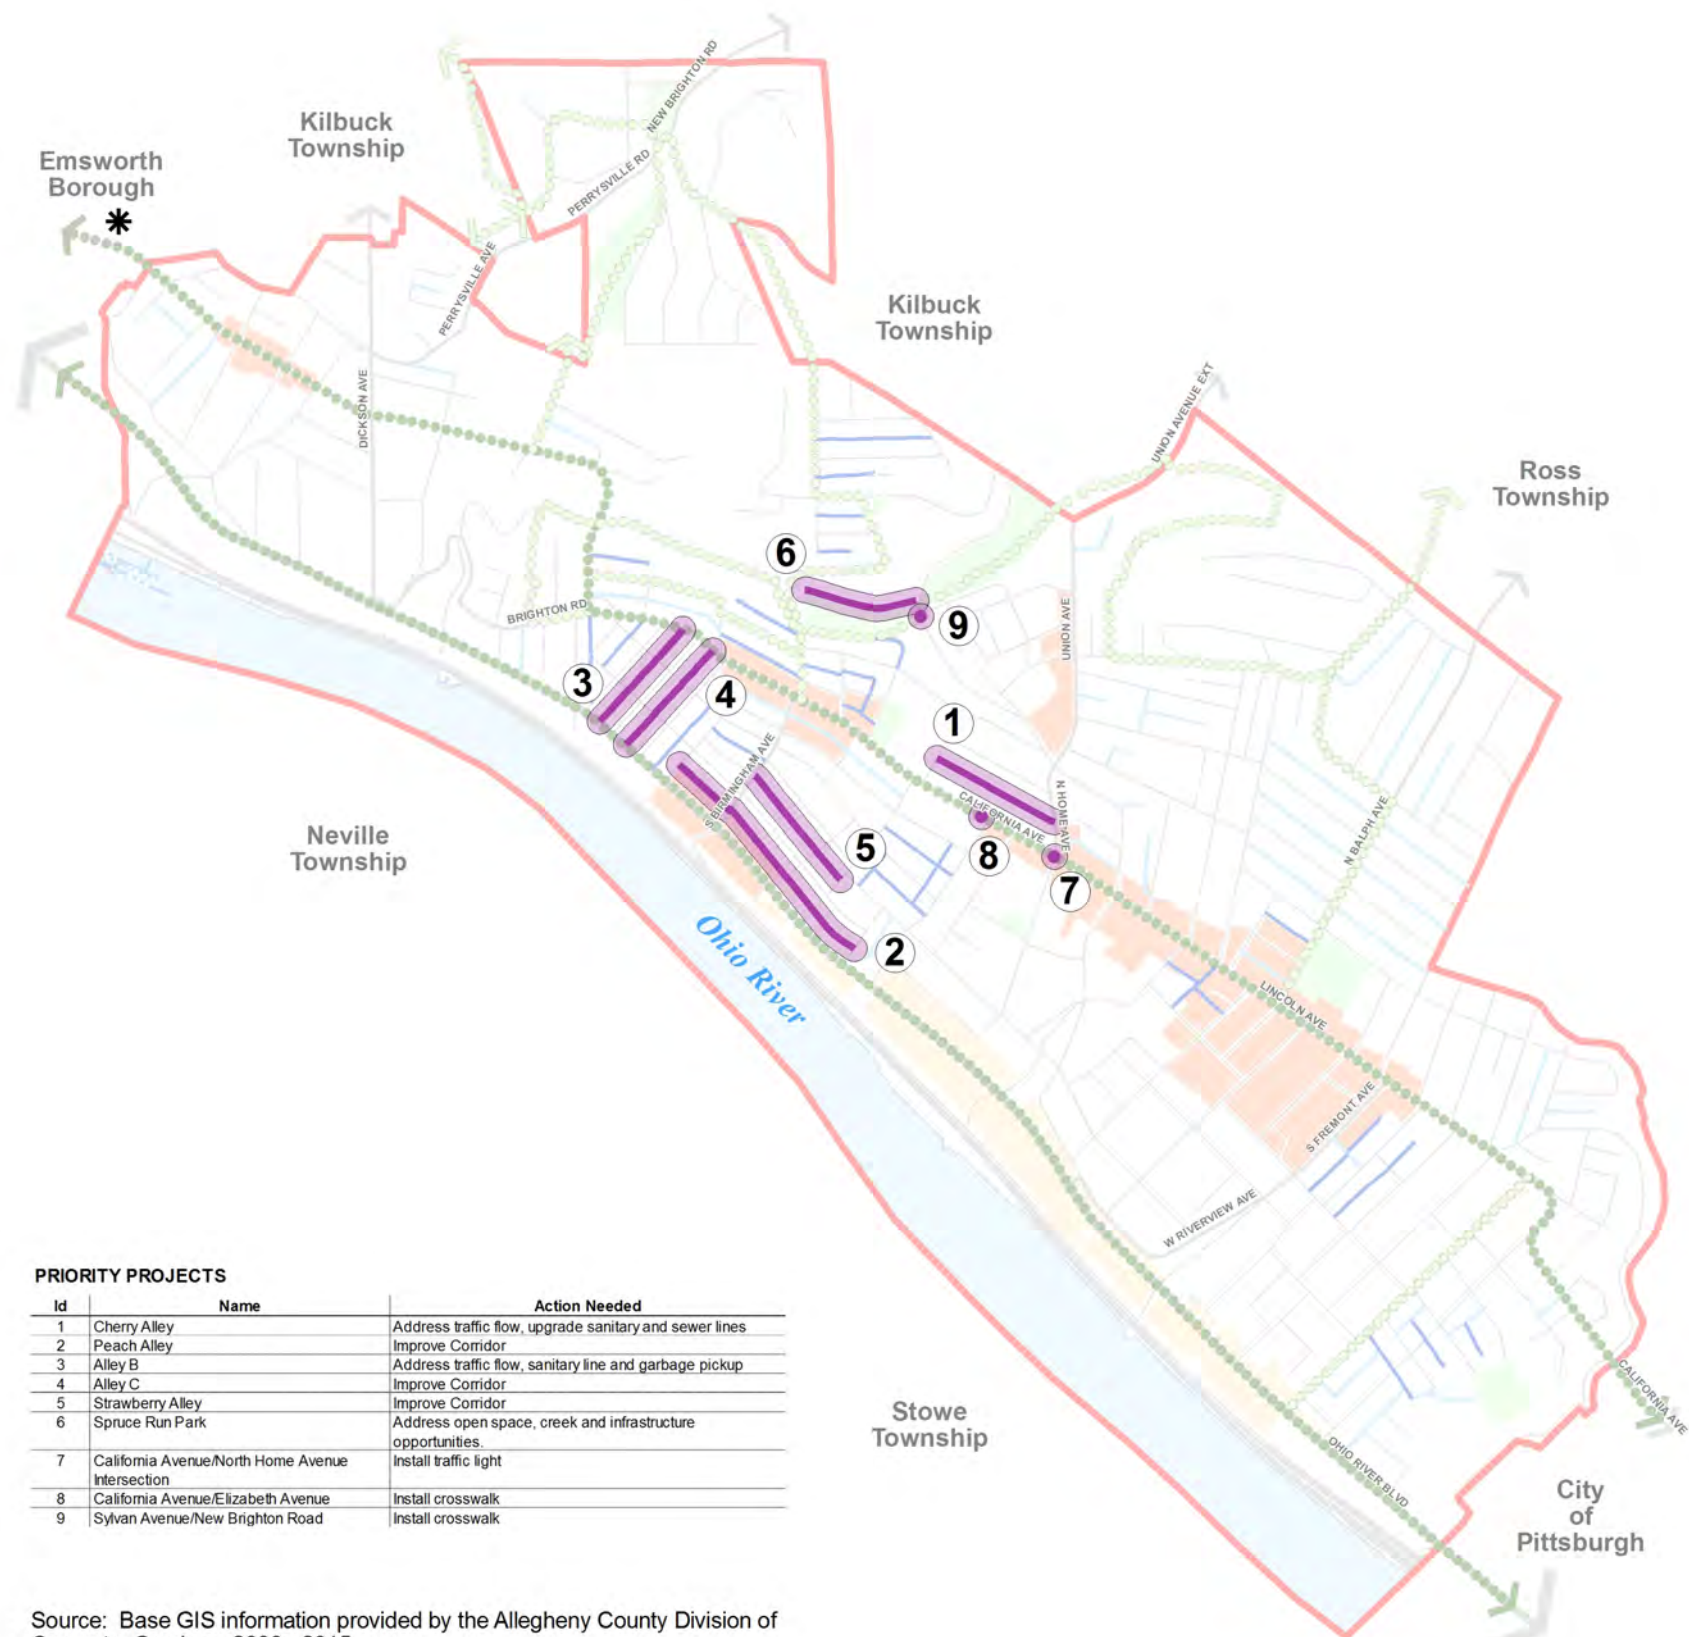 NEW BRIGHTON RD
Kilbuck
Township
Emsworth
Borough
PERRYSVILLE RD
PERRYSVILLE AVE
Kilbuck
Township
DICKSON AVE
UNION AVENUE EXT
Ross
Township
6
BRIGHTON RD
9
UNION AVE
3
4
1
S BIRMINGHAM AVE
CALIFORNIA AVE
N HOME AVE
N BALPH AVE
Neville
Township
5
8
7
Ohio River
2
LINCOLN AVE
S FREMONT AVE
W RIVERVIEW AVE
PRIORITY PROJECTS
Id Name Action Needed
1 Cherry Alley Address traffic flow, upgrade sanitary and sewer lines
2 Peach Alley Improve Corridor
3 Alley B Address traffic flow, sanitary line and garbage pickup
4 Alley C Improve Corridor
5 Strawberry Alley Improve Corridor
6 Spruce Run Park Address open space, creek and infrastructure
opportunities.
7 California Avenue/North Home Avenue Install traffic light
Intersection
8 California Avenue/Elizabeth Avenue Install crosswalk
9 Sylvan Avenue/New Brighton Road Install crosswalk
CALIFORNIA AVE
Stowe
Township
OHIO RIVER BLVD
City
of
Pittsburgh
Source: Base GIS information provided by the Allegheny County Division of